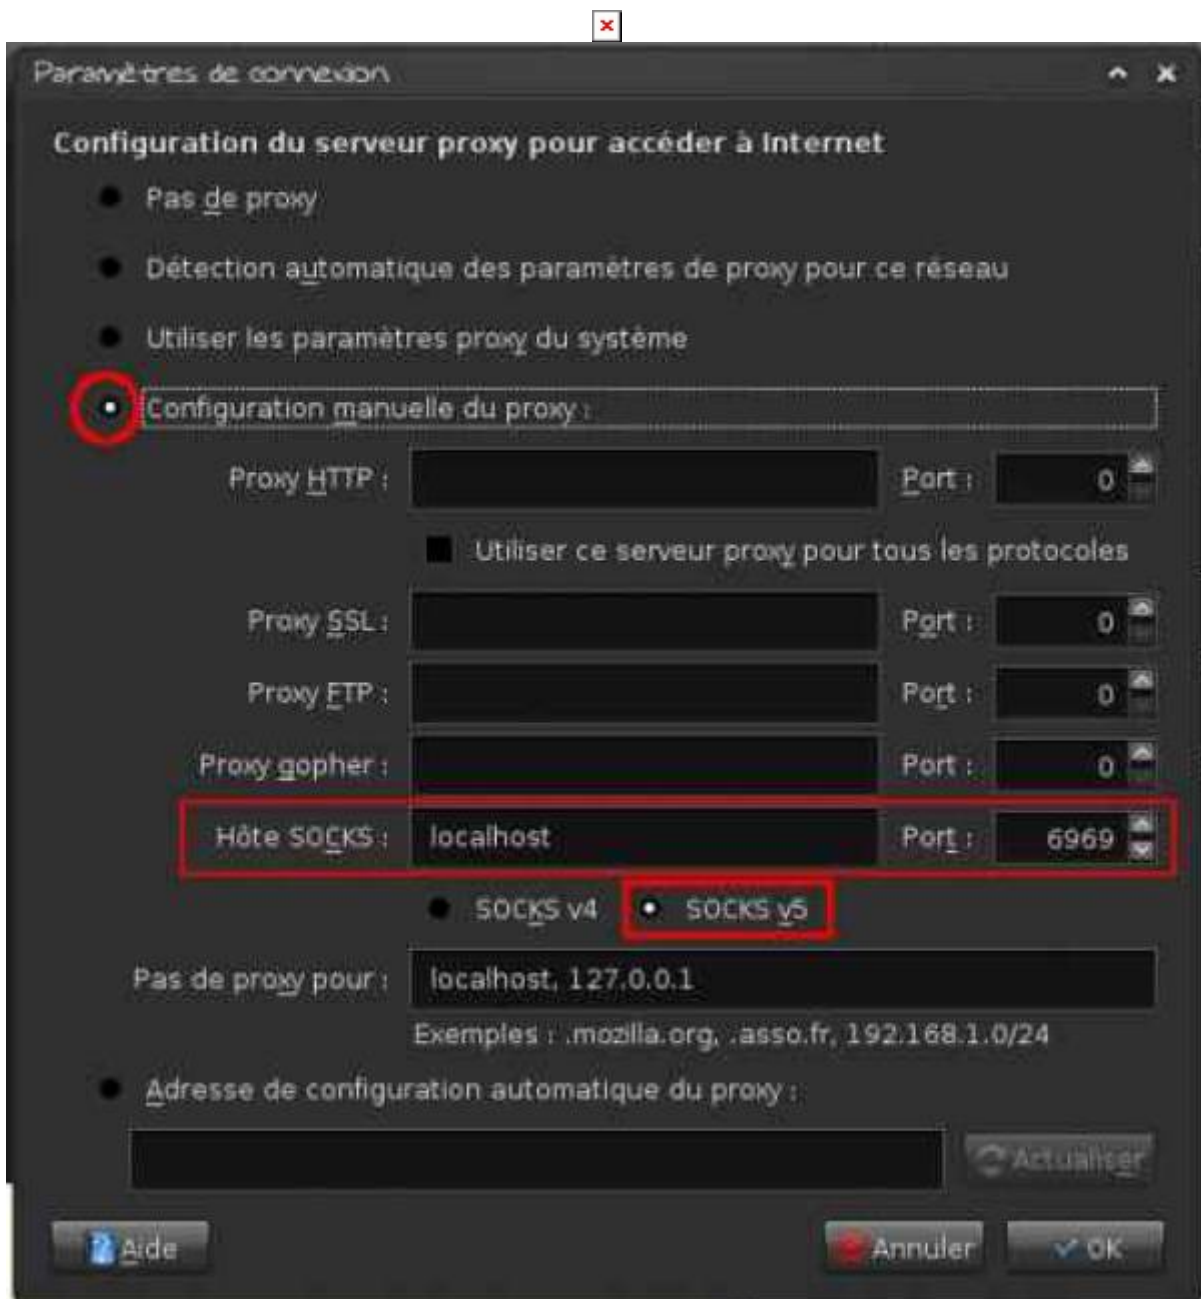 Paramètres de connexion
Configuration du serveur proxy pour accéder à Internet
Pas de proxy
Détection automatique des paramètres de proxy pour ce réseau
Utiliser les paramètres proxy du système
Configuration manuelle du proxy :
Proxy HTTP : Port : 0
Utiliser ce serveur proxy pour tous les protocoles
Proxy SSL : Port : 0
Proxy FTP : Port : 0
Proxy gopher : Port : 0
Hôte SOCKS : localhost Port : 6969
SOCKS v4 SOCKS v5
Pas de proxy pour : localhost, 127.0.0.1
Exemples : .mozilla.org, .asso.fr, 192.168.1.0/24
Adresse de configuration automatique du proxy :
Actualiser
Aide Annuler OK